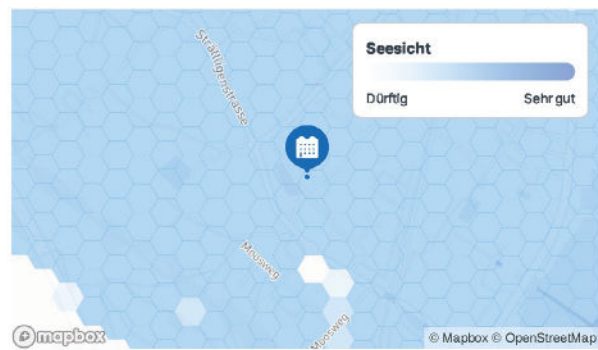 Strättligenstrasse
Seesicht
Dürftig Sehr gut
Moosweg
Moosweg
mapbox
© Mapbox © OpenStreetMap